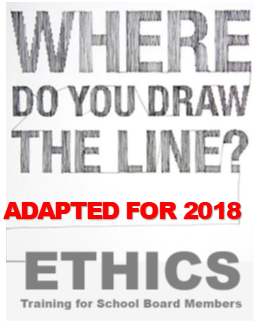 WHERE
DO YOU DRAW
THE LINE?
ADAPTED FOR 2018
ETHICS
Training for School Board Members